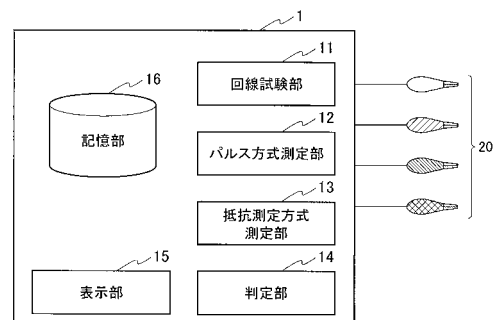 1
11
16
回線試験部
記憶部
12
パルス方式測定部
20
13
抵抗測定方式
測定部
15
14
表示部
判定部